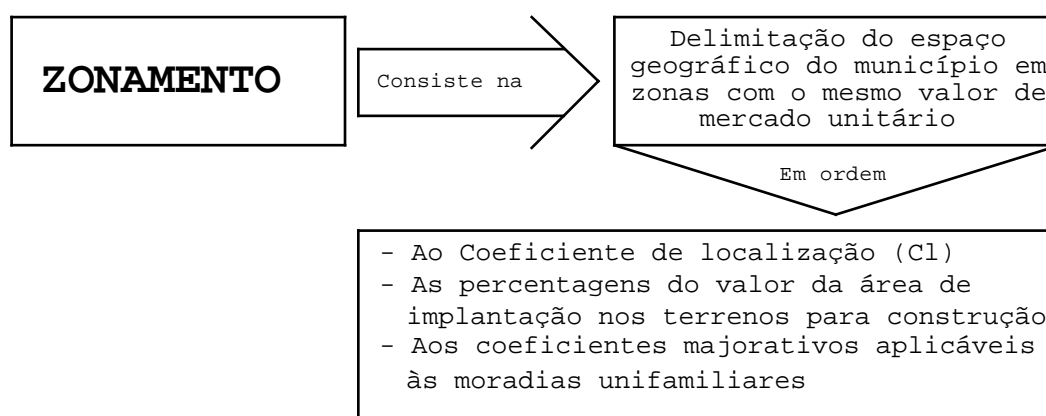 ZONAMENTO
Consiste na
Delimitação do espaço
geográfico do município em
zonas com o mesmo valor de
mercado unitário
Em ordem
- Ao Coeficiente de localização (Cl)
- As percentagens do valor da área de
implantação nos terrenos para construção
- Aos coeficientes majorativos aplicáveis
às moradias unifamiliares